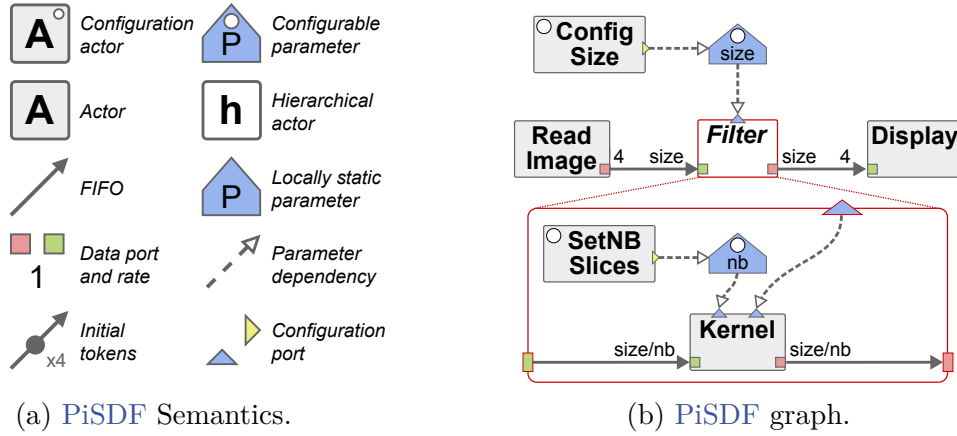 A
Configuration
actor
P
Configurable
parameter
A
Actor
h
Hierarchical
actor
FIFO
P
Locally static
parameter
1
Data port
and rate
Parameter
dependency
x4
Initial
tokens
Configuration
port
(a) PiSDF Semantics.
Config
Size
size
Read
Image
4
size
Filter
size
4
Display
SetNB
Slices
nb
Kernel
size/nb
size/nb
(b) PiSDF graph.